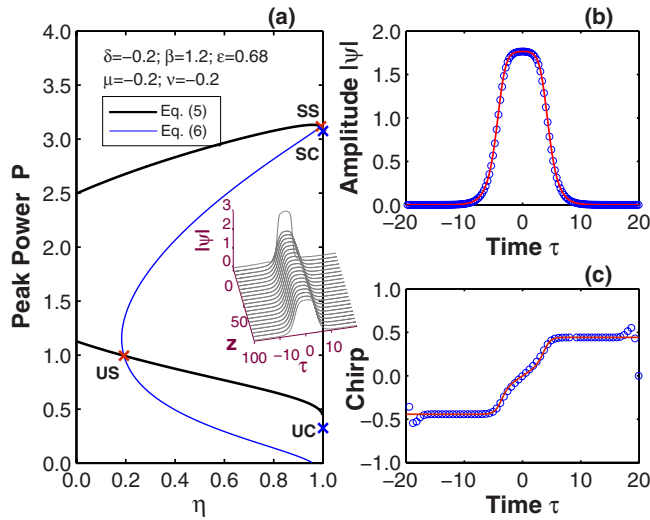 (a)
4.0
3.5
3.0
2.5
2.0
1.5
1.0
0.5
0.0
Peak Power P
δ=−0.2; β=1.2; ε=0.68
μ=−0.2; ν=−0.2
Eq. (5)
Eq. (6)
SS
SC
US
UC
|ψ|
3
2
1
0
0
50
100
z
−10
0
10
τ
0.0
0.2
0.4
0.6
0.8
1.0
η
(b)
Amplitude |ψ|
2.0
1.5
1.0
0.5
0.0
−20
−10
0
10
20
Time τ
(c)
Chirp
1.0
0.5
0.0
−0.5
−1.0
−20
−10
0
10
20
Time τ